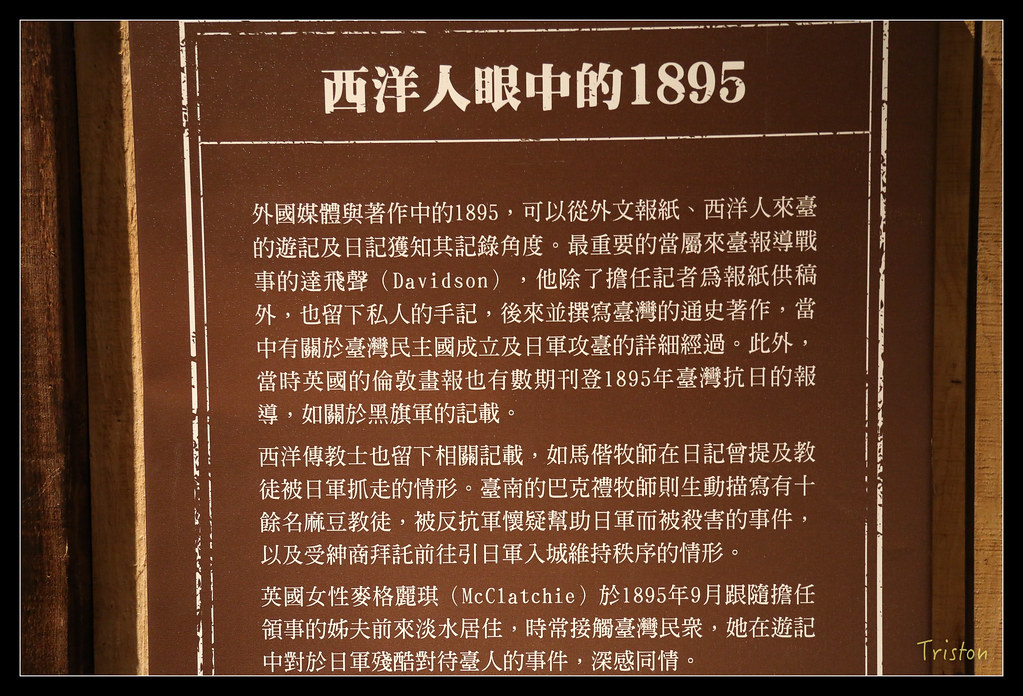 西洋人眼中的1895
外國媒體與著作中的1895，可以從外文報紙、西洋人來臺
的遊記及日記獲知其記錄角度。最重要的當屬來臺報導戰
事的達飛聲（Davidson），他除了擔任記者爲報紙供稿
外，也留下私人的手記，後來並撰寫臺灣的通史著作，當
中有關於臺灣民主國成立及日軍攻臺的詳細經過。此外，
當時英國的倫敦畫報也有數期刊登1895年臺灣抗日的報
導，如關於黑旗軍的記載。
西洋傳教士也留下相關記載，如馬偕牧師在日記曾提及教
徒被日軍抓走的情形。臺南的巴克禮牧師則生動描寫有十
餘名麻豆教徒，被反抗軍懷疑幫助日軍而被殺害的事件，
以及受紳商拜託前往引日軍入城維持秩序的情形。
英國女性麥格麗琪（McClatchie）於1895年9月跟隨擔任
領事的姊夫前來淡水居住，時常接觸臺灣民衆，她在遊記
中對於日軍殘酷對待臺人的事件，深感同情。
Triston